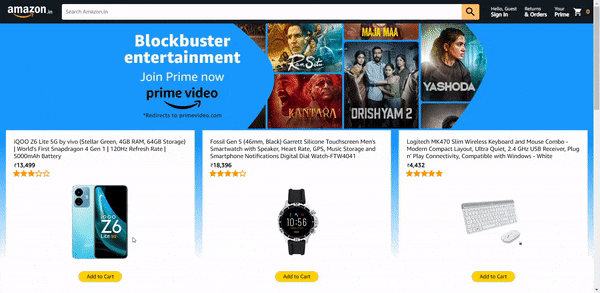 amazon.in
Search Amazon.in
Hello, Guest
Sign In
Returns
& Orders
Your
Prime
0
Blockbuster
entertainment
Join Prime now
prime video
*Redirects to primevideo.com*
Ram Setu
MAJA MAA
KANTARA
DRISHYAM 2
YASHODA
iQOO Z6 Lite 5G by vivo (Stellar Green, 4GB RAM, 64GB Storage)
| World's First Snapdragon 4 Gen 1 | 120Hz Refresh Rate |
5000mAh Battery
₹13,499
iQOO
Z6
Lite 5G
Add to Cart
Fossil Gen 5 (46mm, Black) Garrett Silicone Touchscreen Men's
Smartwatch with Speaker, Heart Rate, GPS, Music Storage and
Smartphone Notifications Digital Dial Watch-FTW4041
₹18,396
10:56
Add to Cart
Logitech MK470 Slim Wireless Keyboard and Mouse Combo -
Modern Compact Layout, Ultra Quiet, 2.4 GHz USB Receiver, Plug
n' Play Connectivity, Compatible with Windows - White
₹4,432
Add to Cart